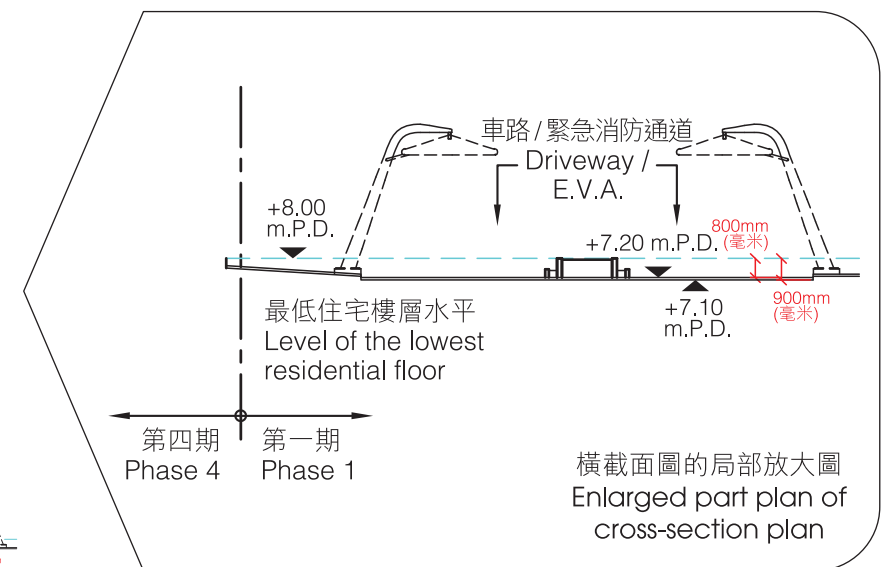 車路/緊急消防通道
Driveway /
E.V.A.
+8.00
m.P.D.
+7.20 m.P.D.
800mm
(毫米)
+7.10
m.P.D.
900mm
(毫米)
最低住宅樓層水平
Level of the lowest
residential floor
第四期
Phase 4
第一期
Phase 1
橫截面圖的局部放大圖
Enlarged part plan of
cross-section plan